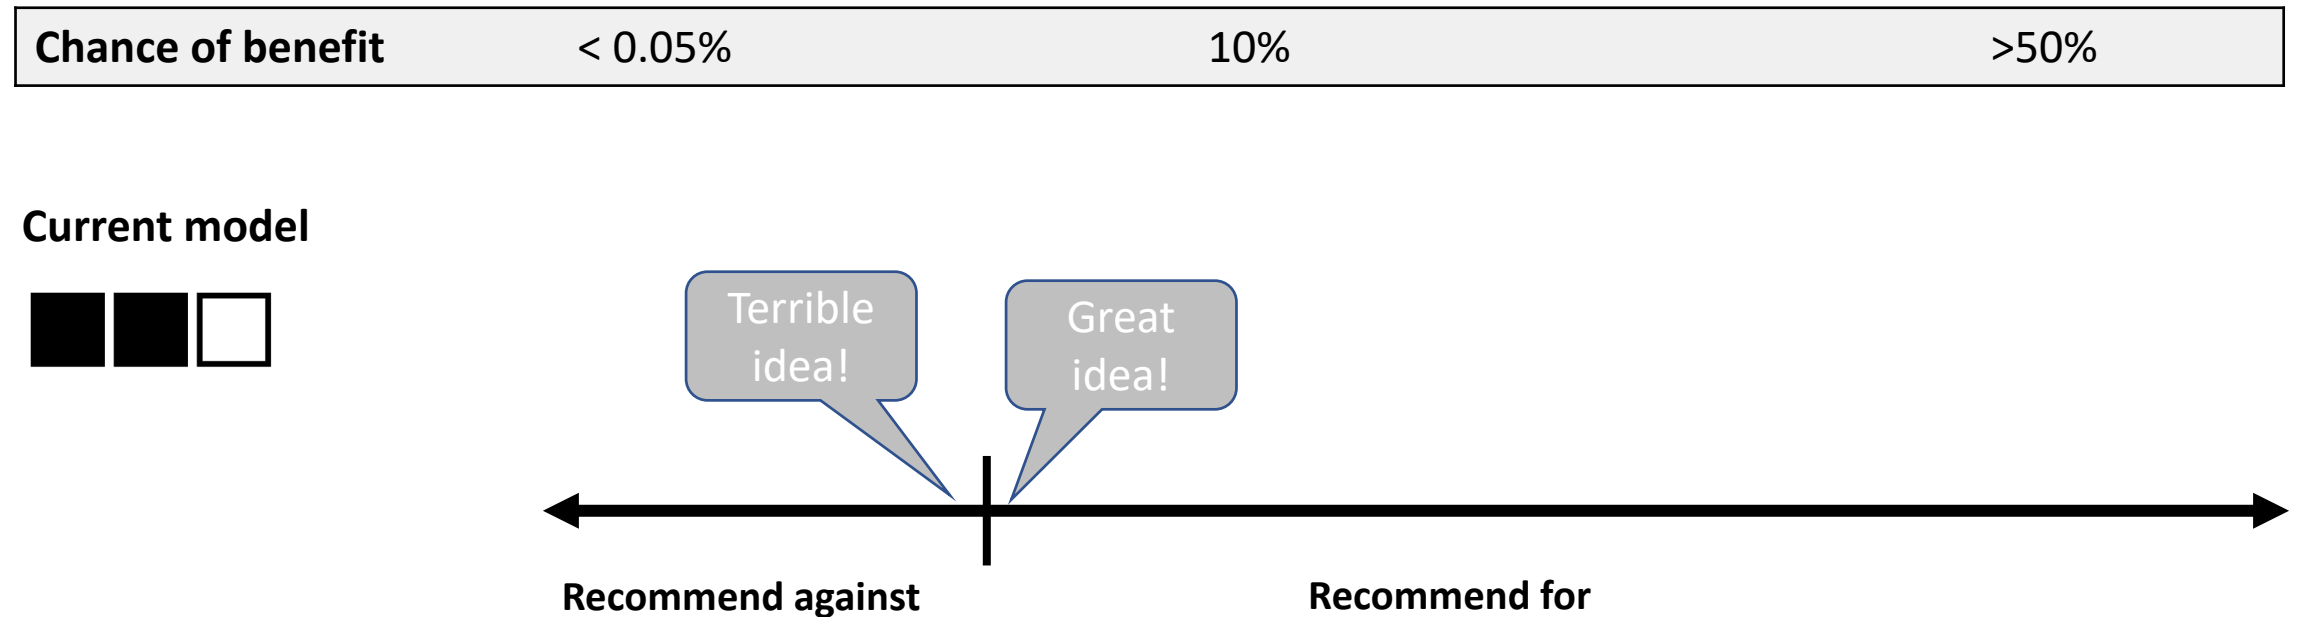 Chance of benefit < 0.05% 10% >50%
Current model
Terrible
idea!
Great
idea!
Recommend against Recommend for